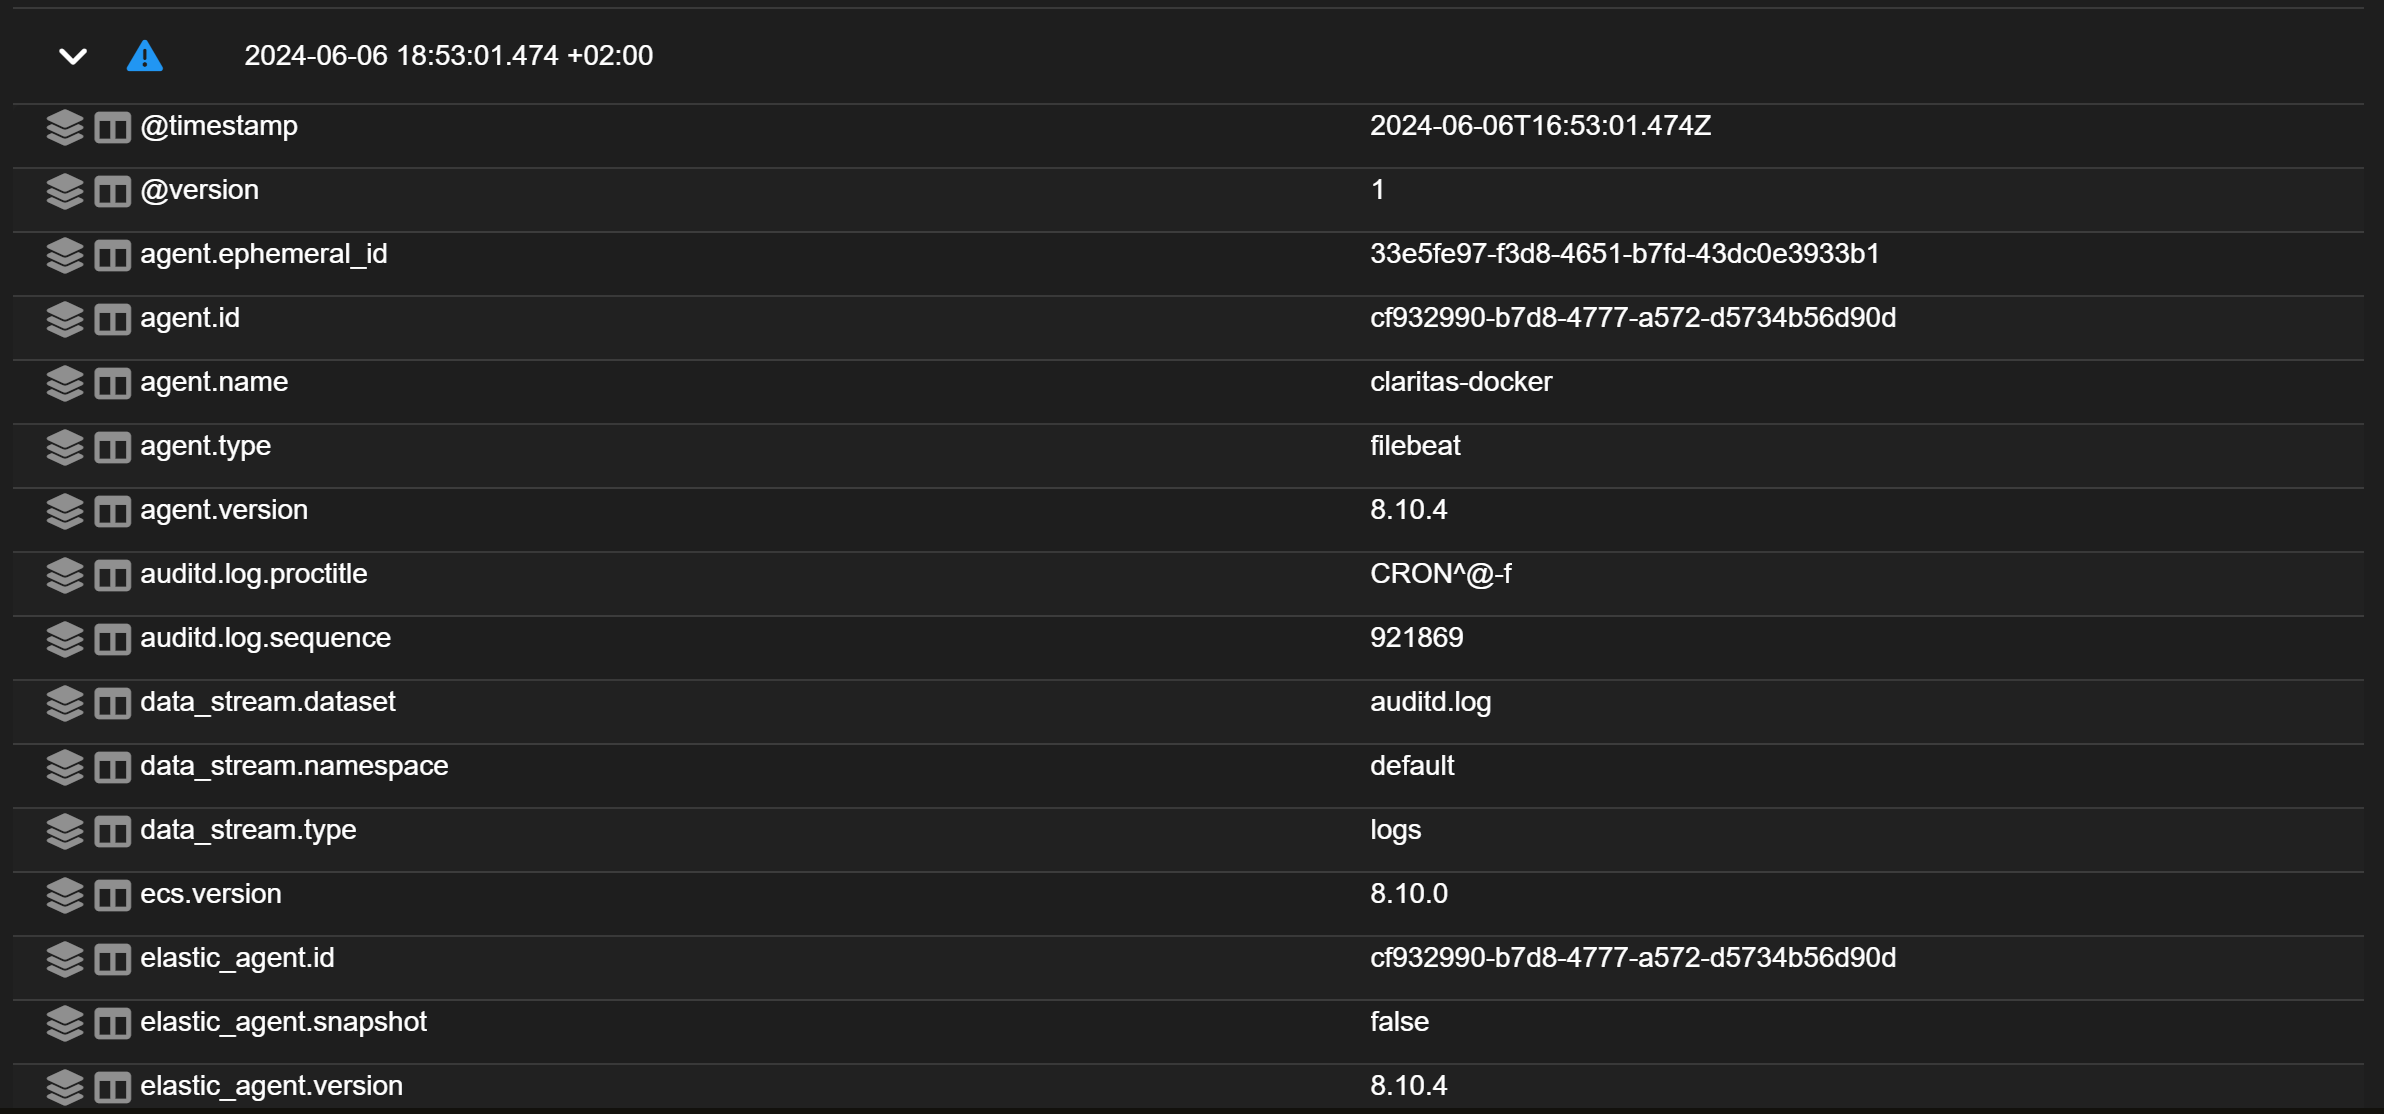 2024-06-06 18:53:01.474 +02:00
@timestamp 2024-06-06T16:53:01.474Z
@version 1
agent.ephemeral_id 33e5fe97-f3d8-4651-b7fd-43dc0e3933b1
agent.id cf932990-b7d8-4777-a572-d5734b56d90d
agent.name claritas-docker
agent.type filebeat
agent.version 8.10.4
auditd.log.proctitle CRON^@-f
auditd.log.sequence 921869
data_stream.dataset auditd.log
data_stream.namespace default
data_stream.type logs
ecs.version 8.10.0
elastic_agent.id cf932990-b7d8-4777-a572-d5734b56d90d
elastic_agent.snapshot false
elastic_agent.version 8.10.4